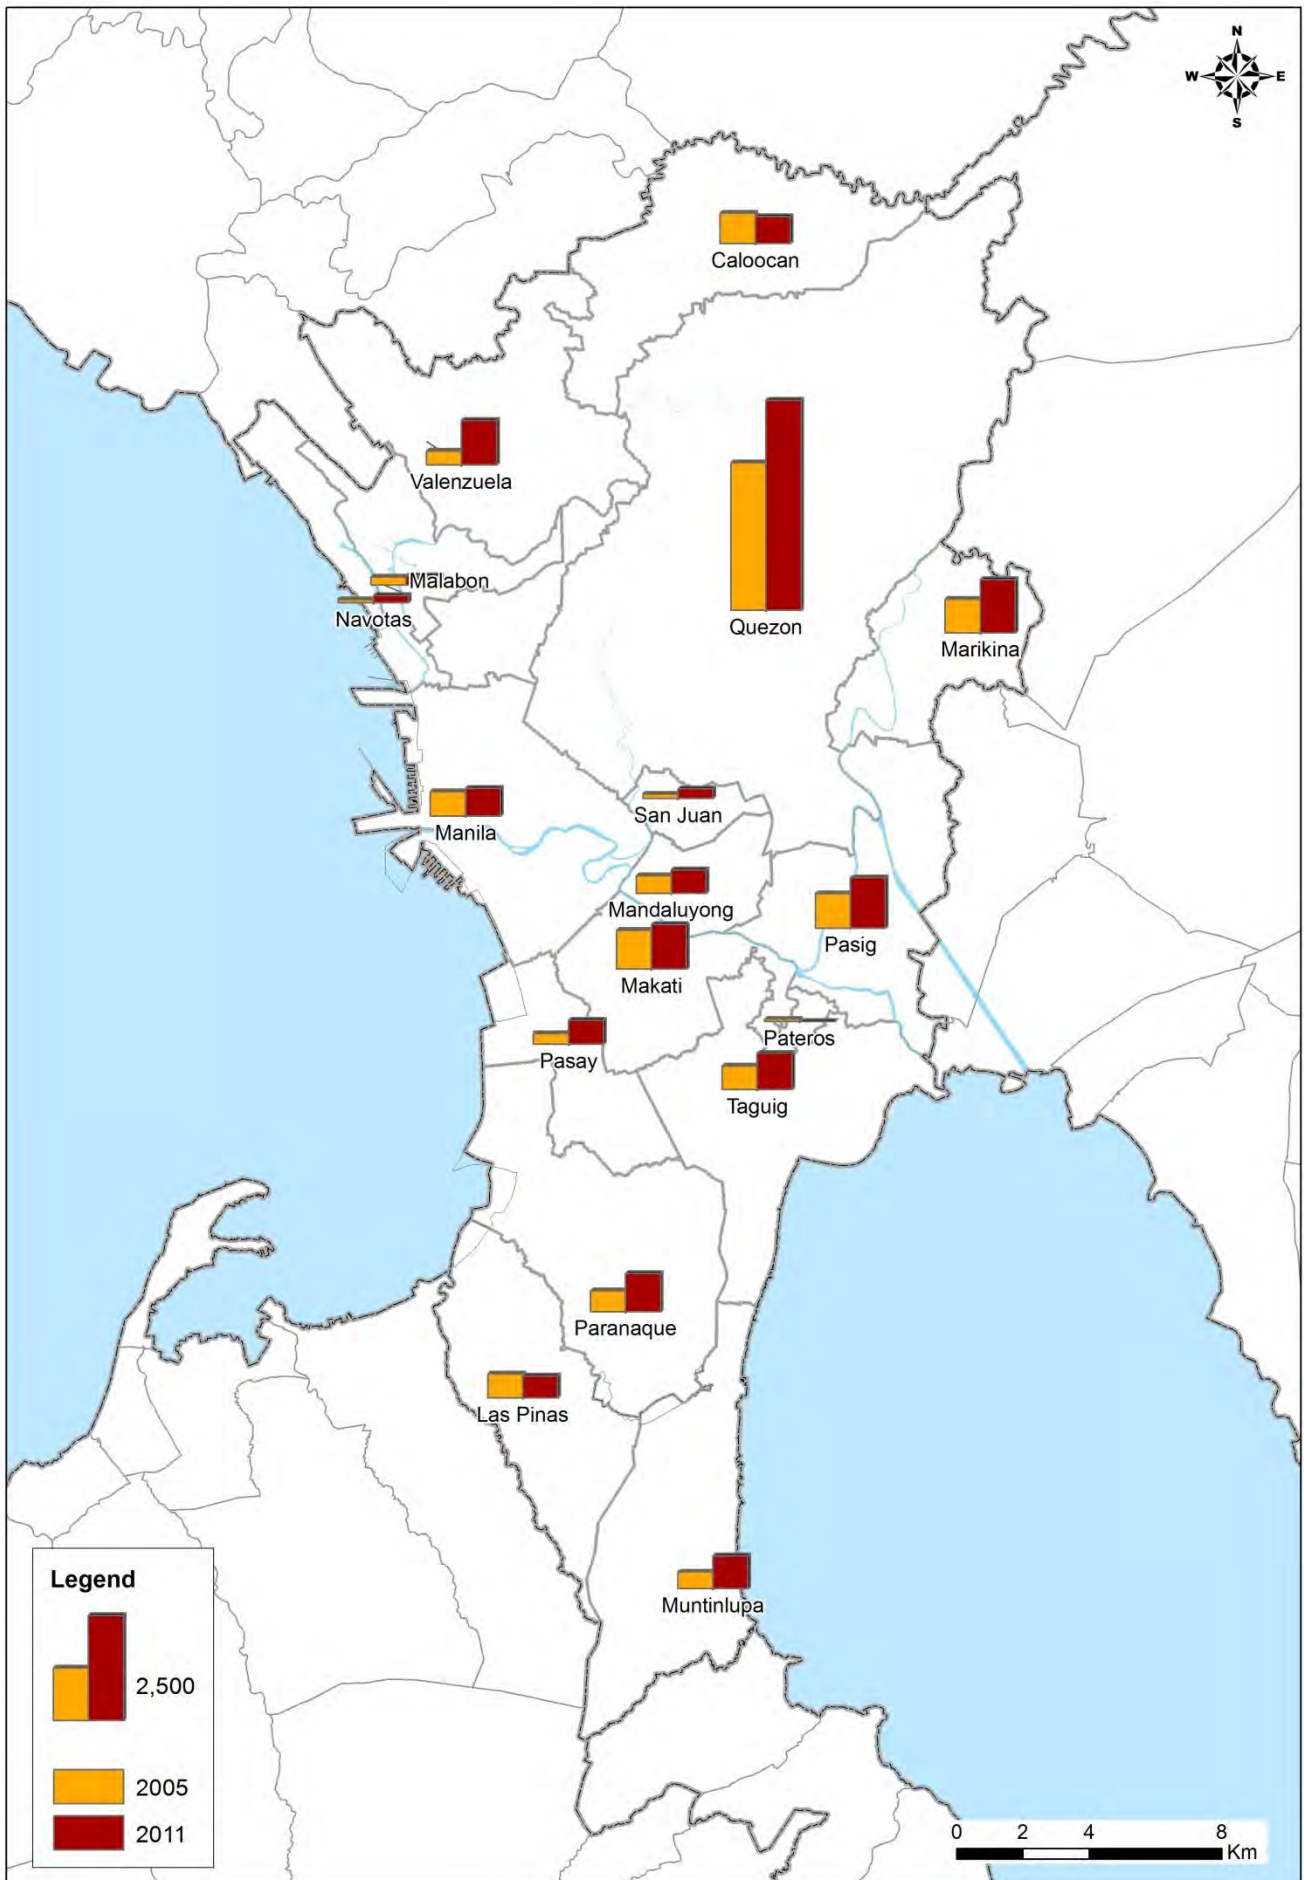 N
W E
S
Caloocan
Valenzuela
Malabon
Navotas
Quezon
Marikina
San Juan
Manila
Mandaluyong
Pasig
Makati
Pateros
Pasay
Taguig
Paranaque
Las Pinas
Muntinlupa
Legend
2,500
2005
2011
0 2 4 8
Km